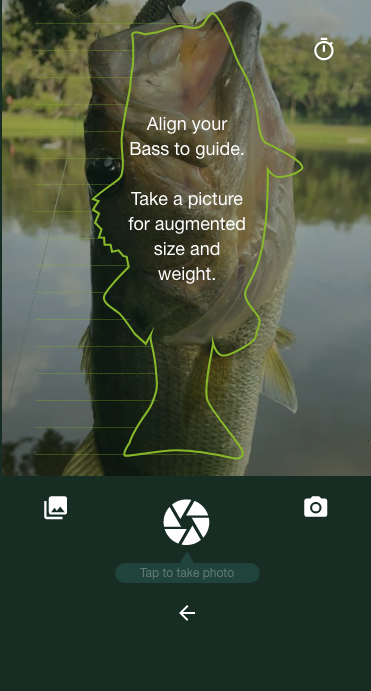 Align your
Bass to guide.
Take a picture
for augmented
size and
weight.
Tap to take photo